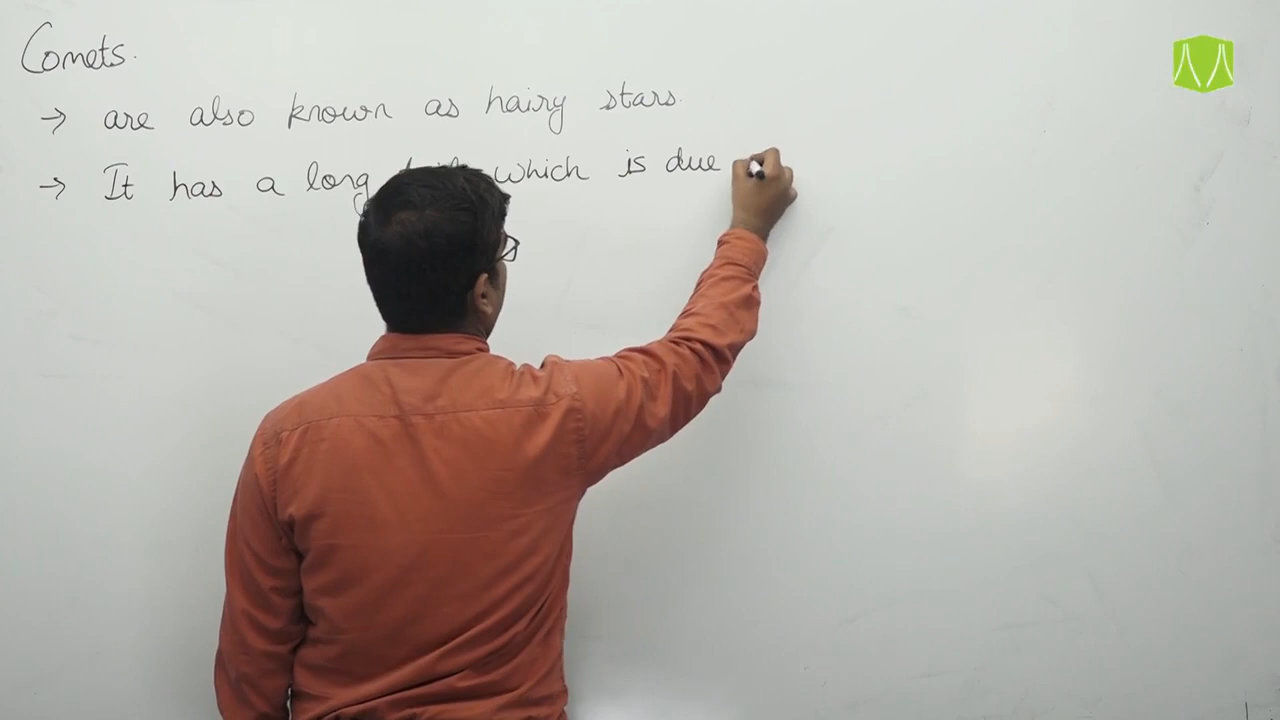 Comets.
→ are also known as hairy stars.
→ It has a long which is due